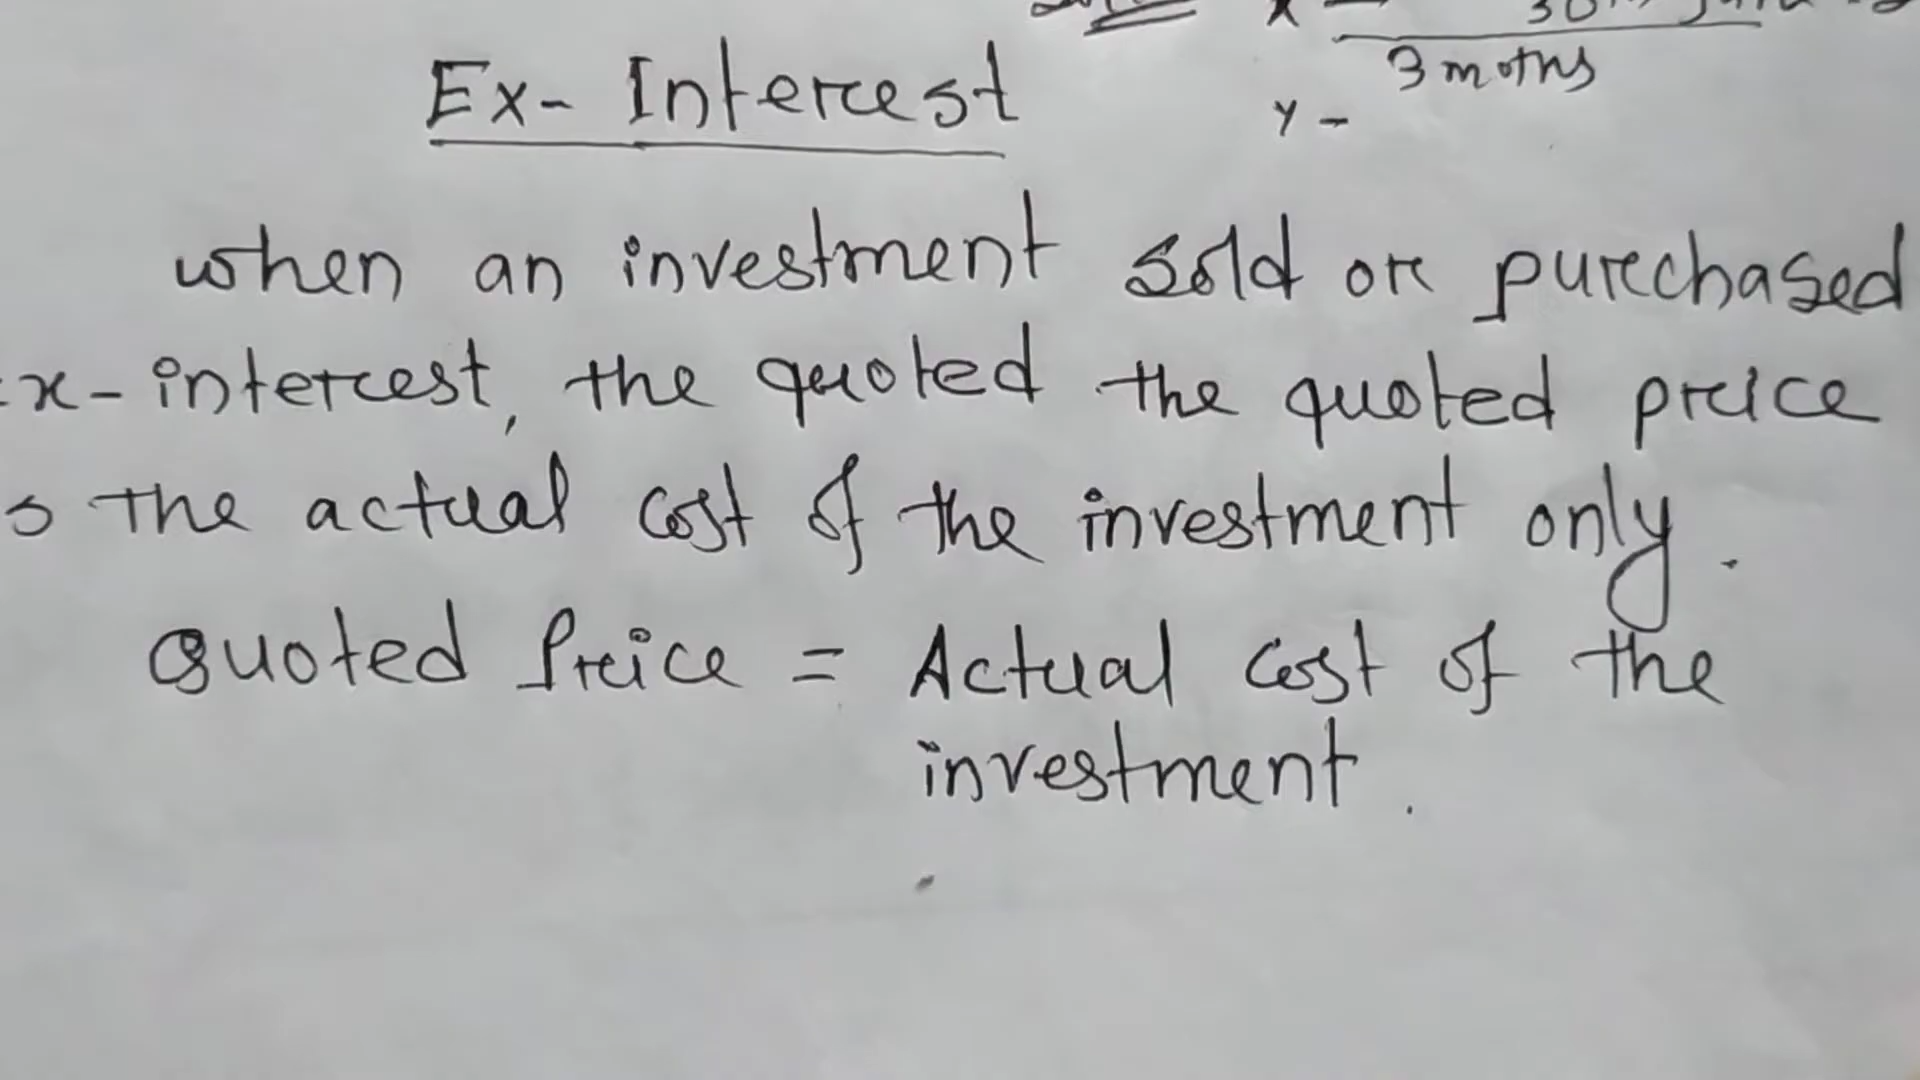 Ex- Interest
3 moths
Y -
when an investment sold or purchased
x- interest, the quoted the quoted price
s the actual cost of the investment only.
Quoted Price = Actual cost of the
investment.